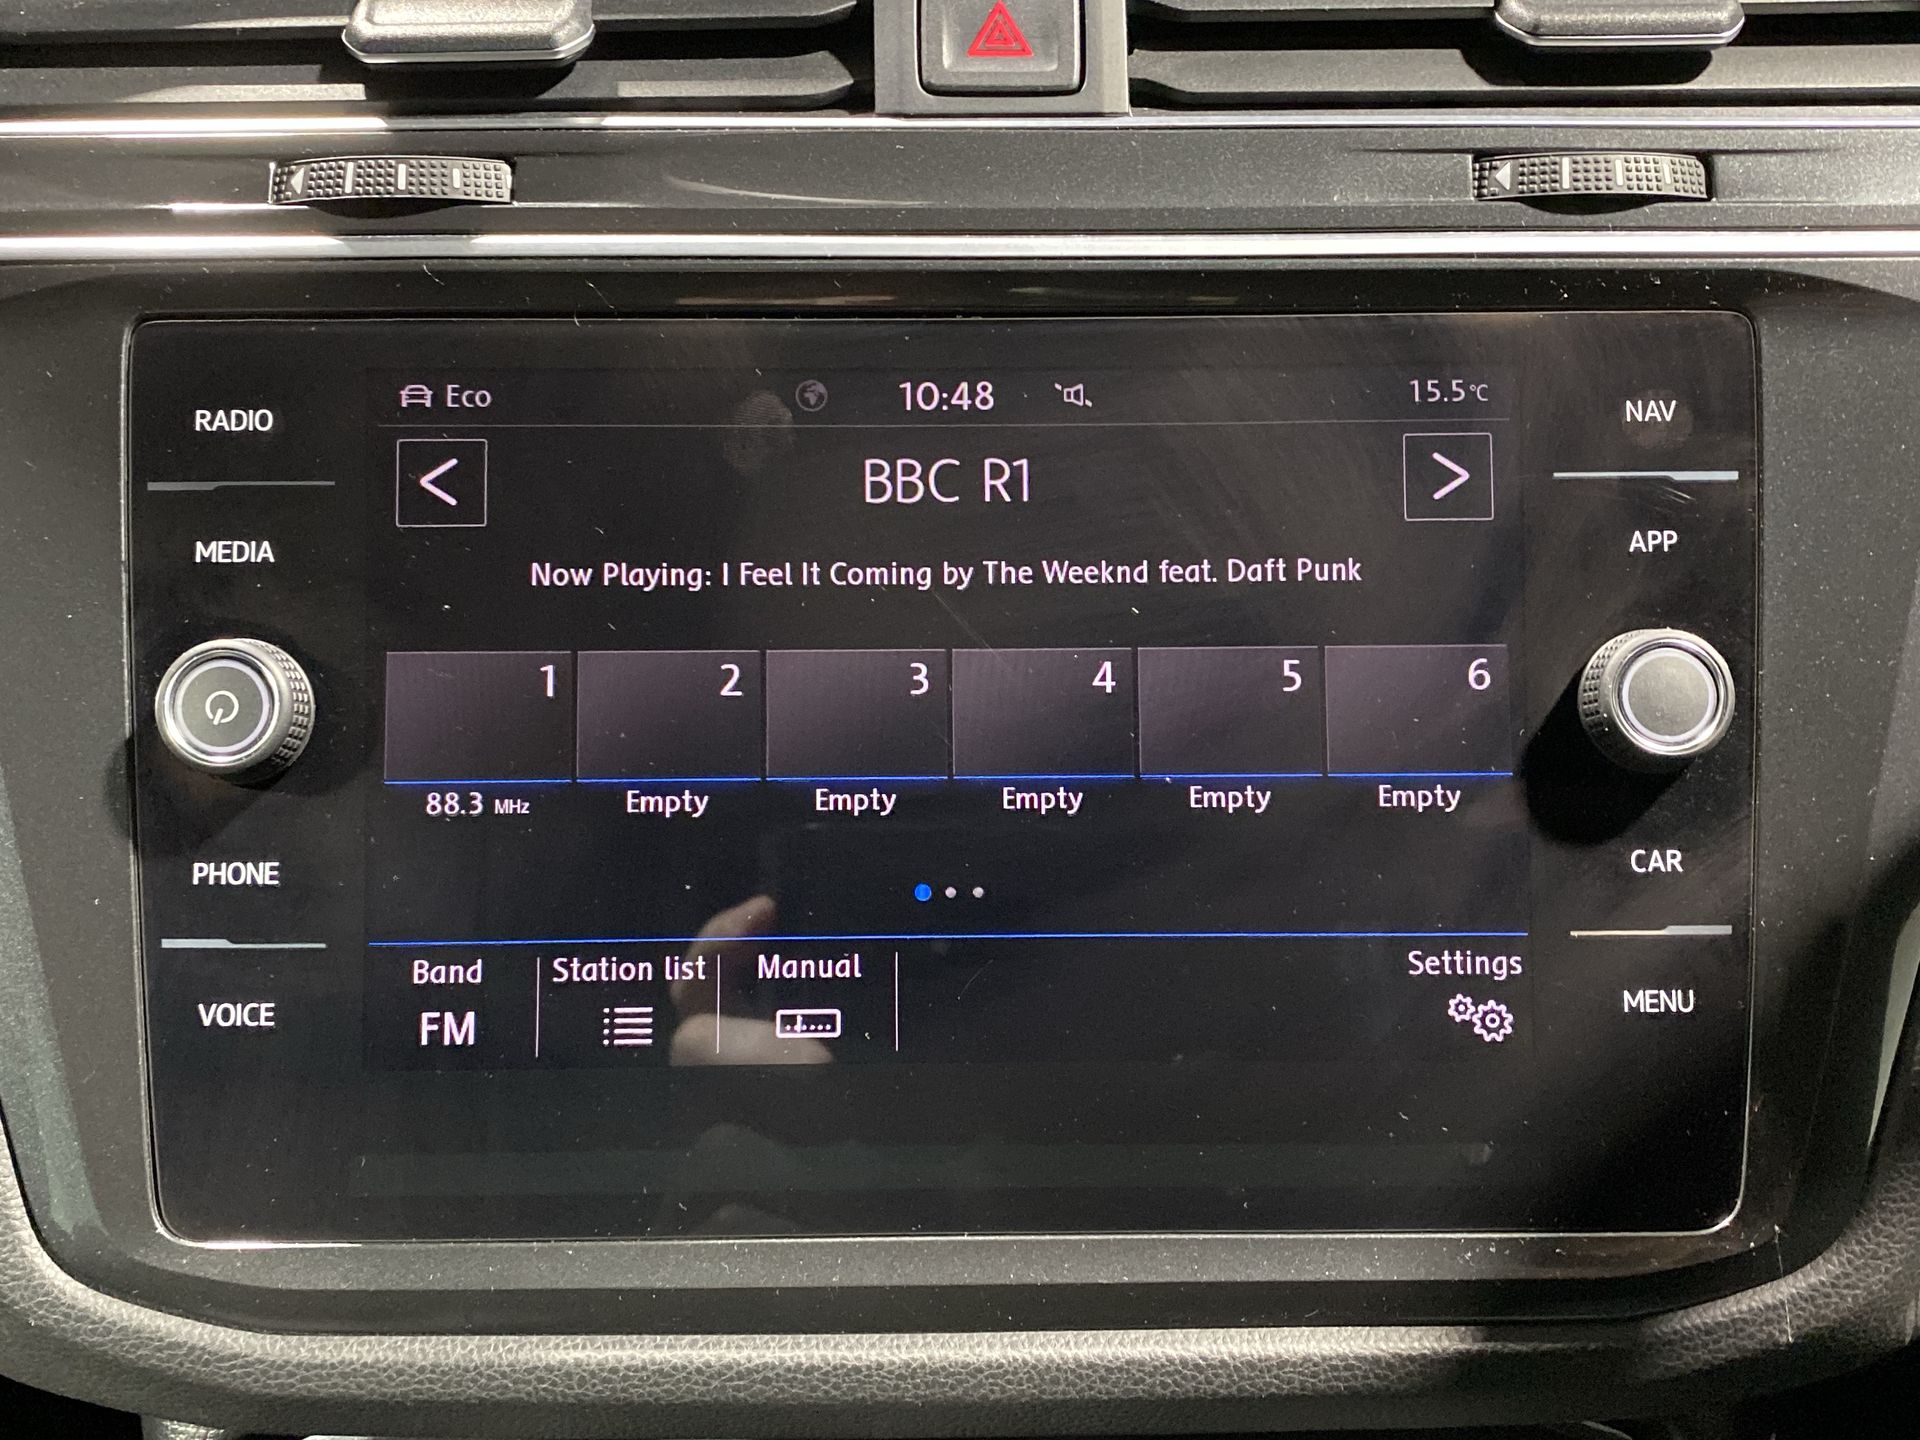 Eco 10:48 15.5°C
RADIO
NAV
< BBC R1 >
MEDIA
APP
Now Playing: I Feel It Coming by The Weeknd feat. Daft Punk
1 2 3 4 5 6
88.3 MHz Empty Empty Empty Empty Empty
PHONE
CAR
Band Station list Manual Settings
FM
VOICE
MENU